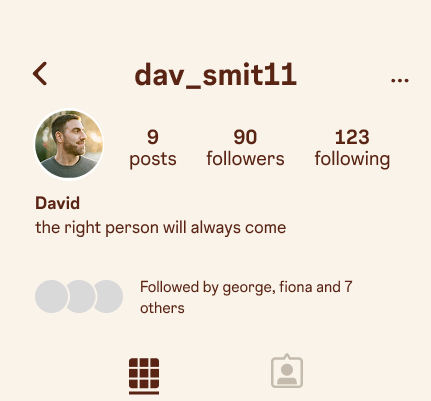 dav_smit11
9 90 123
posts followers following
David
the right person will always come
Followed by george, fiona and 7
others